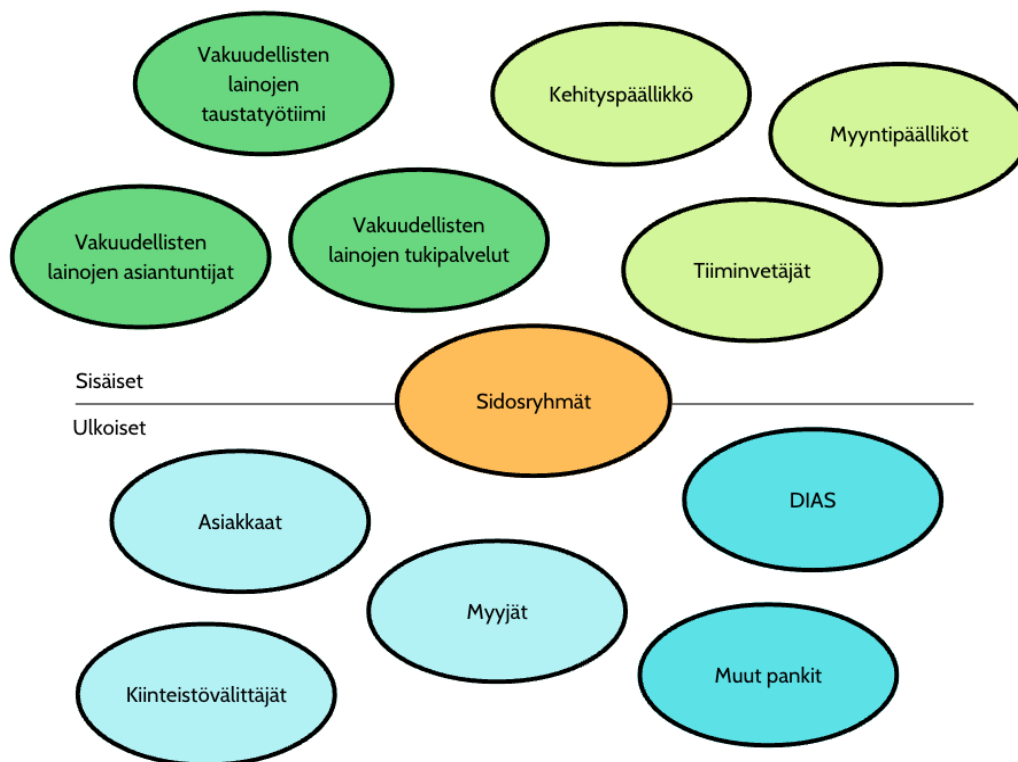 Vakuudellisten
lainojen
taustatyötiimi
Kehityspäällikkö
Myyntipäälliköt
Vakuudellisten
lainojen asiantuntijat
Vakuudellisten
lainojen tukipalvelut
Tiiminvetäjät
Sisäiset
Sidosryhmät
Ulkoiset
Asiakkaat
DIAS
Myyjät
Kiinteistövälittäjät
Muut pankit